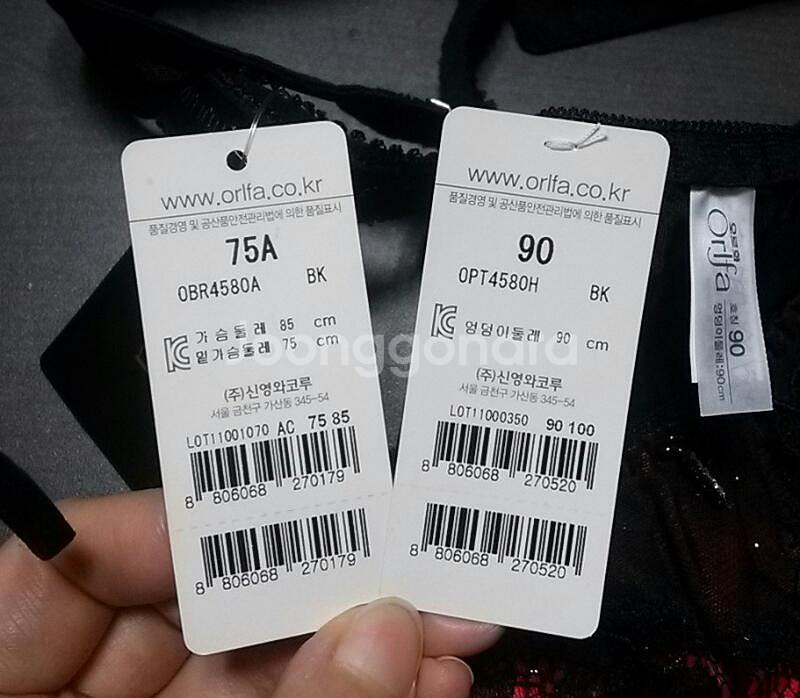 www.orlfa.co.kr
품질경영 및 공산품안전관리법에 의한 품질표시
75A
OBR4580A BK
가슴둘레 85 cm
밑가슴둘레 75 cm
(주)신영와코루
서울 금천구 가산동 345-54
LOT11001070 AC 75 85
8 806068 270179
8 806068 270179
www.orlfa.co.kr
품질경영 및 공산품안전관리법에 의한 품질표시
90
OPT4580H BK
엉덩이둘레 90 cm
(주)신영와코루
서울 금천구 가산동 345-54
LOT11000350 90 100
8 806068 270520
8 806068 270520
오르화
Orlfa
호칭 90
엉덩이둘레:90cm
joonggonara